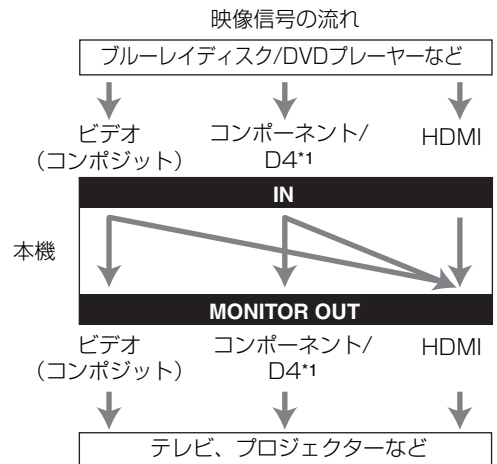 映像信号の流れ
ブルーレイディスク/DVDプレーヤーなど
ビデオ
（コンポジット）
コンポーネント/
D4*1
HDMI
IN
本機
MONITOR OUT
ビデオ
（コンポジット）
コンポーネント/
D4*1
HDMI
テレビ、プロジェクターなど